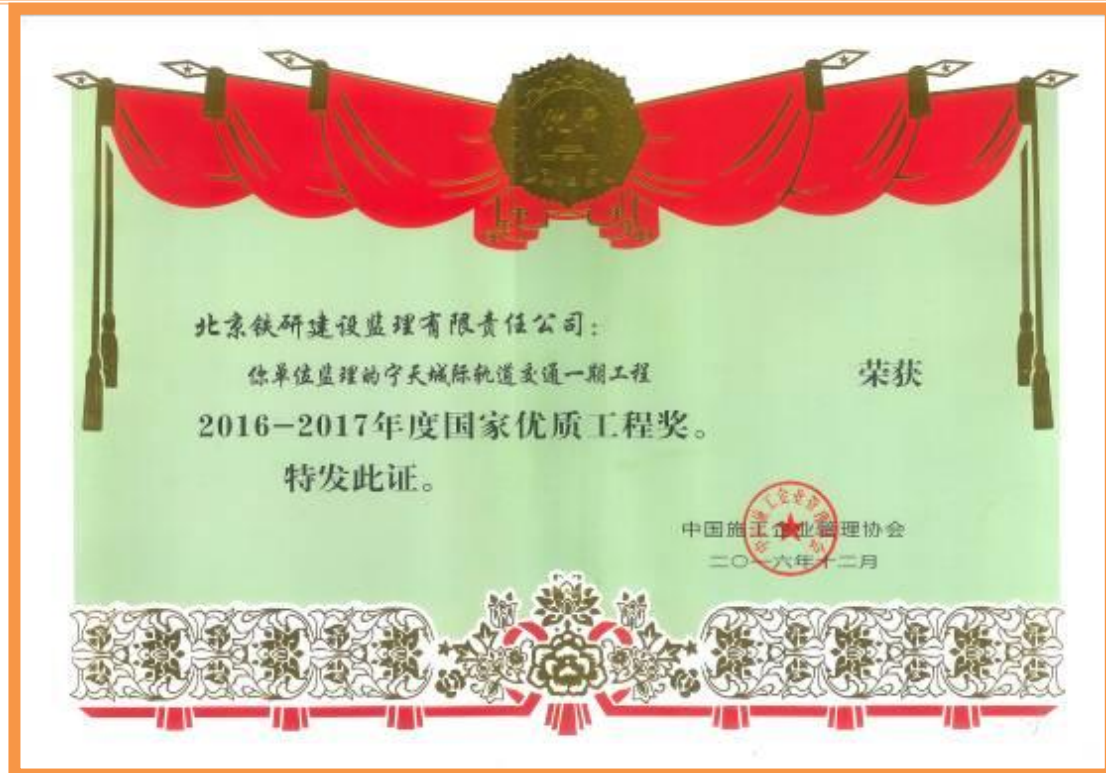 北京铁研建设监理有限责任公司：
你单位监理的宁天城际轨道交通一期工程 荣获
2016-2017年度国家优质工程奖。
特发此证。
中国施工企业管理协会
二〇一六年十二月